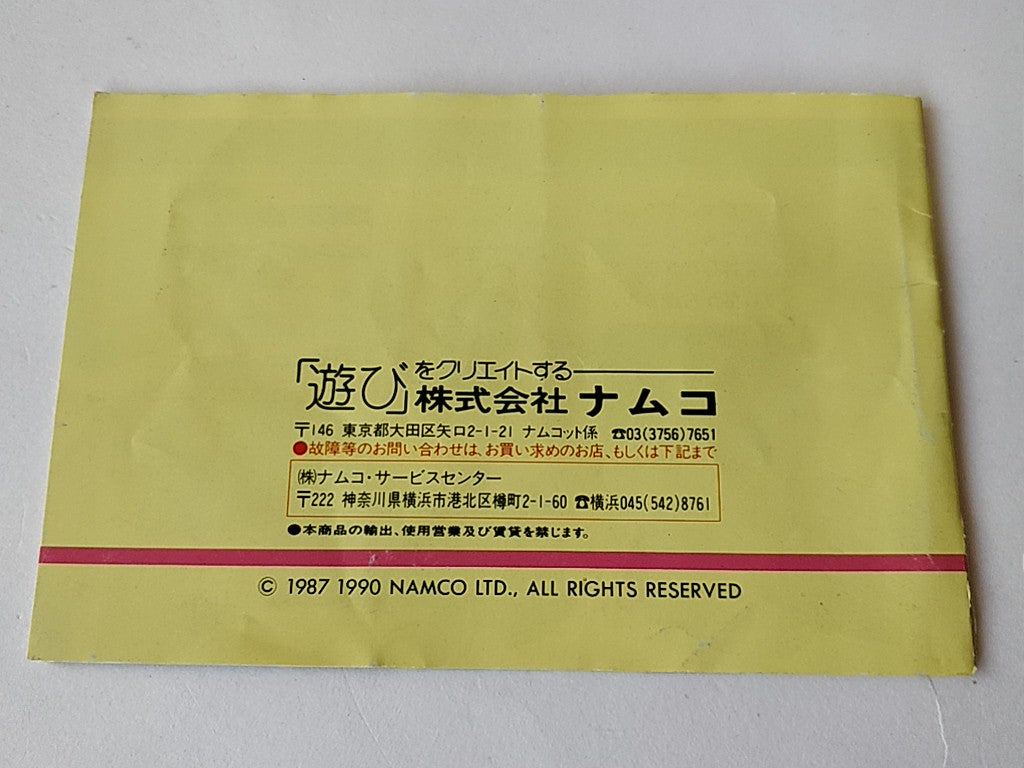 「遊び」をクリエイトする
株式会社ナムコ
〒146 東京都大田区矢口2-1-21 ナムコット係 ☎03(3756)7651
●故障等のお問い合わせは、お買い求めのお店、もしくは下記まで
㈱ナムコ・サービスセンター
〒222 神奈川県横浜市港北区樽町2-1-60 ☎横浜045(542)8761
●本商品の輸出、使用営業及び賃貸を禁じます。
© 1987 1990 NAMCO LTD., ALL RIGHTS RESERVED